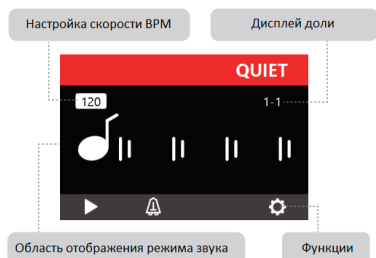 Настройка скорости BPM
Дисплей доли
QUIET
120
1-1
Область отображения режима звука
Функции